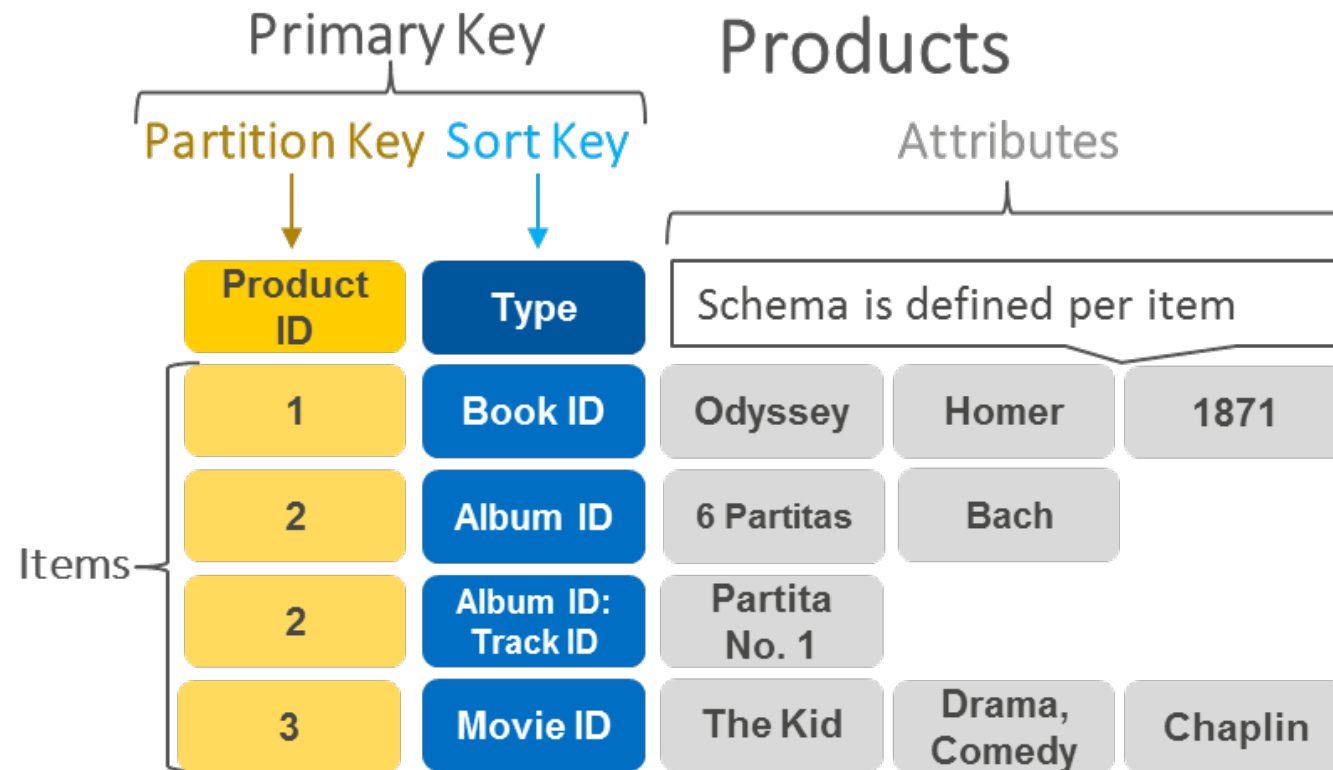 Primary Key
Products
Partition Key
Sort Key
Attributes
Product
ID
Type
Schema is defined per item
Items
1
Book ID
Odyssey
Homer
1871
2
Album ID
6 Partitas
Bach
2
Album ID:
Track ID
Partita
No. 1
3
Movie ID
The Kid
Drama,
Comedy
Chaplin